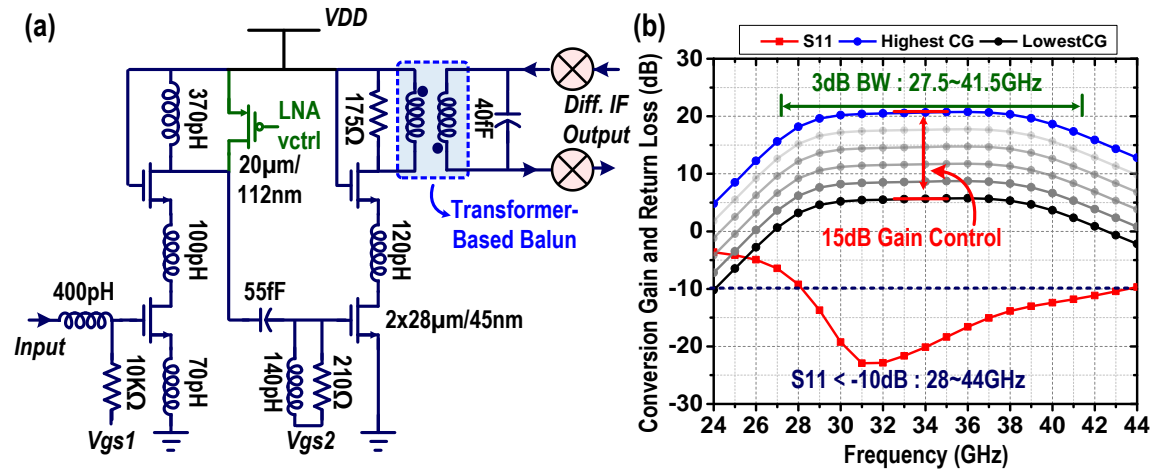 (a)
VDD
370pH
LNA
vctrl
20µm/
112nm
175Ω
40fF
Diff. IF
Output
Transformer-
Based Balun
100pH
120pH
400pH
Input
55fF
2x28µm/45nm
10KΩ
70pH
140pH
210Ω
Vgs1
Vgs2
(b)
S11
Highest CG
LowestCG
Conversion Gain and Return Loss (dB)
30
20
10
0
-10
-20
-30
3dB BW : 27.5~41.5GHz
15dB Gain Control
S11 < -10dB : 28~44GHz
24 26 28 30 32 34 36 38 40 42 44
Frequency (GHz)